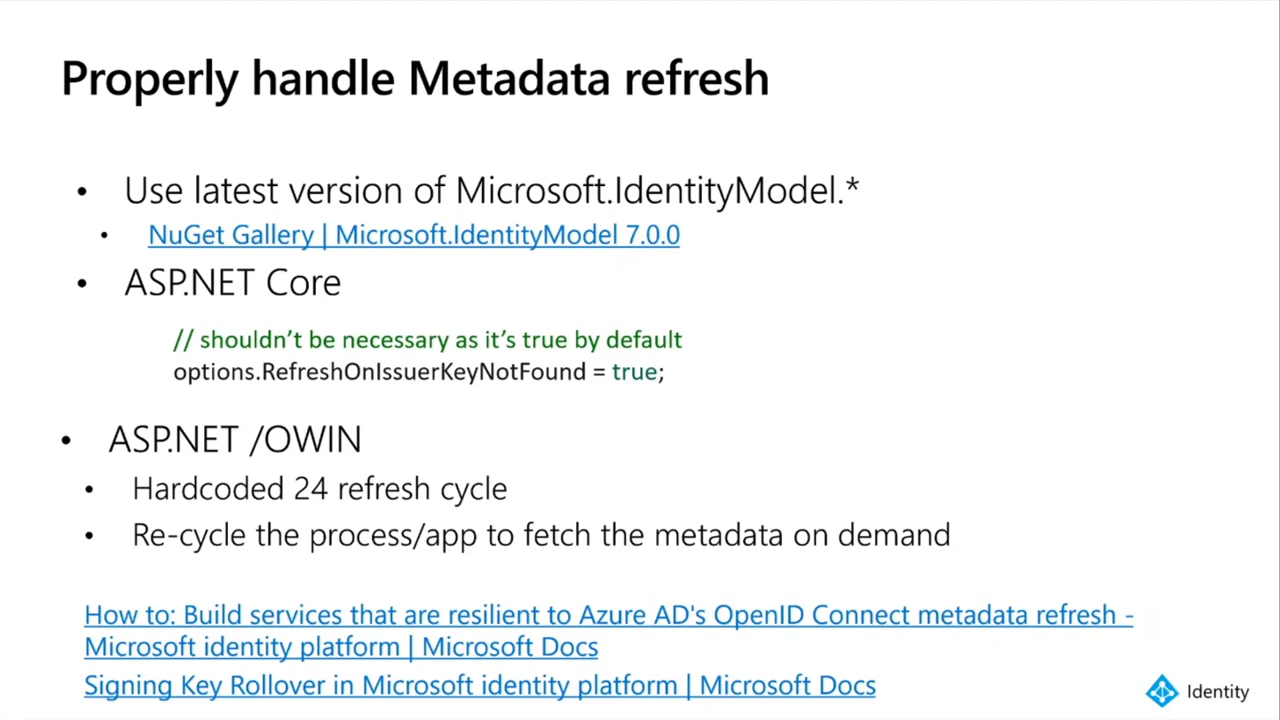 Properly handle Metadata refresh
• Use latest version of Microsoft.IdentityModel.*
• NuGet Gallery | Microsoft.IdentityModel 7.0.0
• ASP.NET Core
// shouldn't be necessary as it's true by default
options.RefreshOnIssuerKeyNotFound = true;
• ASP.NET /OWIN
• Hardcoded 24 refresh cycle
• Re-cycle the process/app to fetch the metadata on demand
How to: Build services that are resilient to Azure AD's OpenID Connect metadata refresh -
Microsoft identity platform | Microsoft Docs
Signing Key Rollover in Microsoft identity platform | Microsoft Docs
Identity